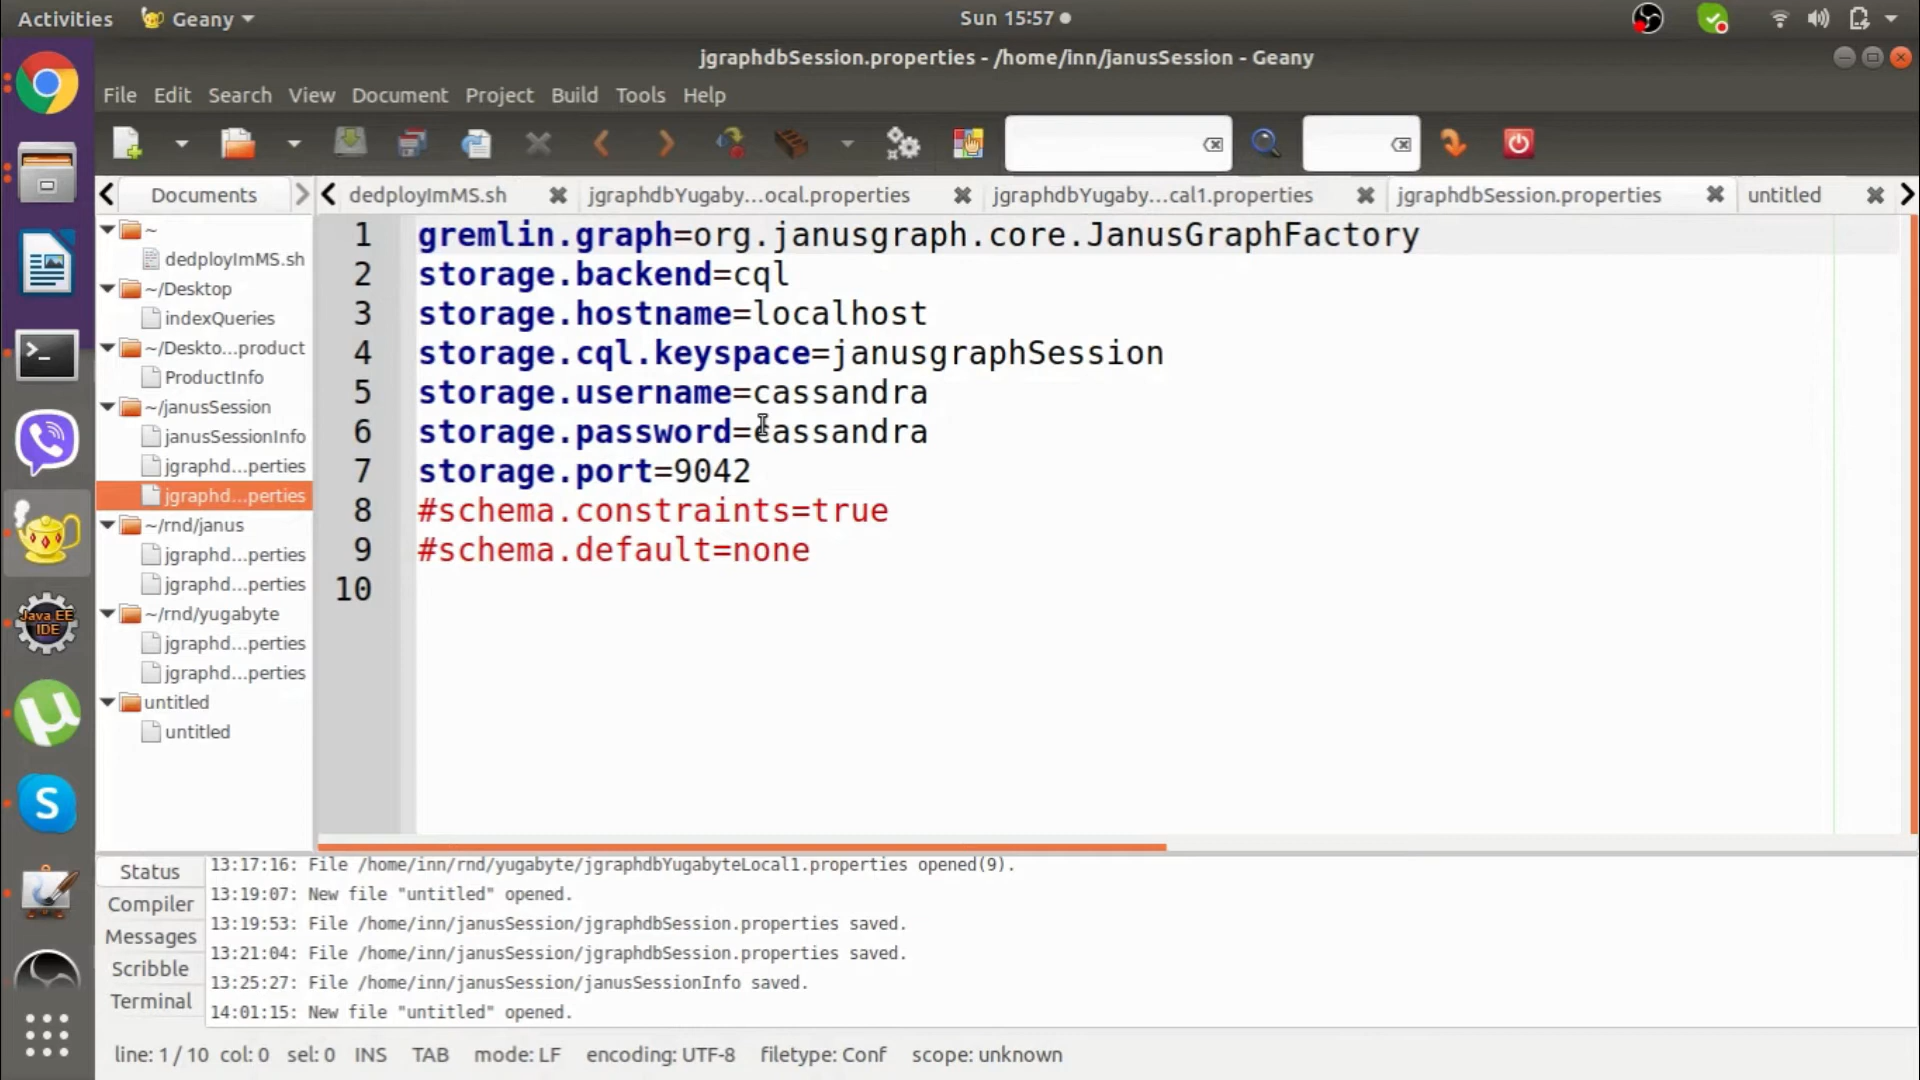 Activities Geany Sun 15:57
jgraphdbSession.properties - /home/inn/janusSession - Geany
File Edit Search View Document Project Build Tools Help
Documents dedployImMS.sh jgraphdbYugaby...ocal.properties jgraphdbYugaby...cal1.properties jgraphdbSession.properties untitled
~
dedployImMS.sh
~/Desktop
indexQueries
~/Deskto...product
ProductInfo
~/janusSession
janusSessionInfo
jgraphd...perties
jgraphd...perties
~/rnd/janus
jgraphd...perties
jgraphd...perties
~/rnd/yugabyte
jgraphd...perties
jgraphd...perties
untitled
untitled
1 gremlin.graph=org.janusgraph.core.JanusGraphFactory
2 storage.backend=cql
3 storage.hostname=localhost
4 storage.cql.keyspace=janusgraphSession
5 storage.username=cassandra
6 storage.password=cassandra
7 storage.port=9042
8 #schema.constraints=true
9 #schema.default=none
10
Java EE
IDE
S
Status
Compiler
Messages
Scribble
Terminal
13:17:16: File /home/inn/rnd/yugabyte/jgraphdbYugabyteLocal1.properties opened(9).
13:19:07: New file "untitled" opened.
13:19:53: File /home/inn/janusSession/jgraphdbSession.properties saved.
13:21:04: File /home/inn/janusSession/jgraphdbSession.properties saved.
13:25:27: File /home/inn/janusSession/janusSessionInfo saved.
14:01:15: New file "untitled" opened.
line: 1 / 10 col: 0 sel: 0 INS TAB mode: LF encoding: UTF-8 filetype: Conf scope: unknown